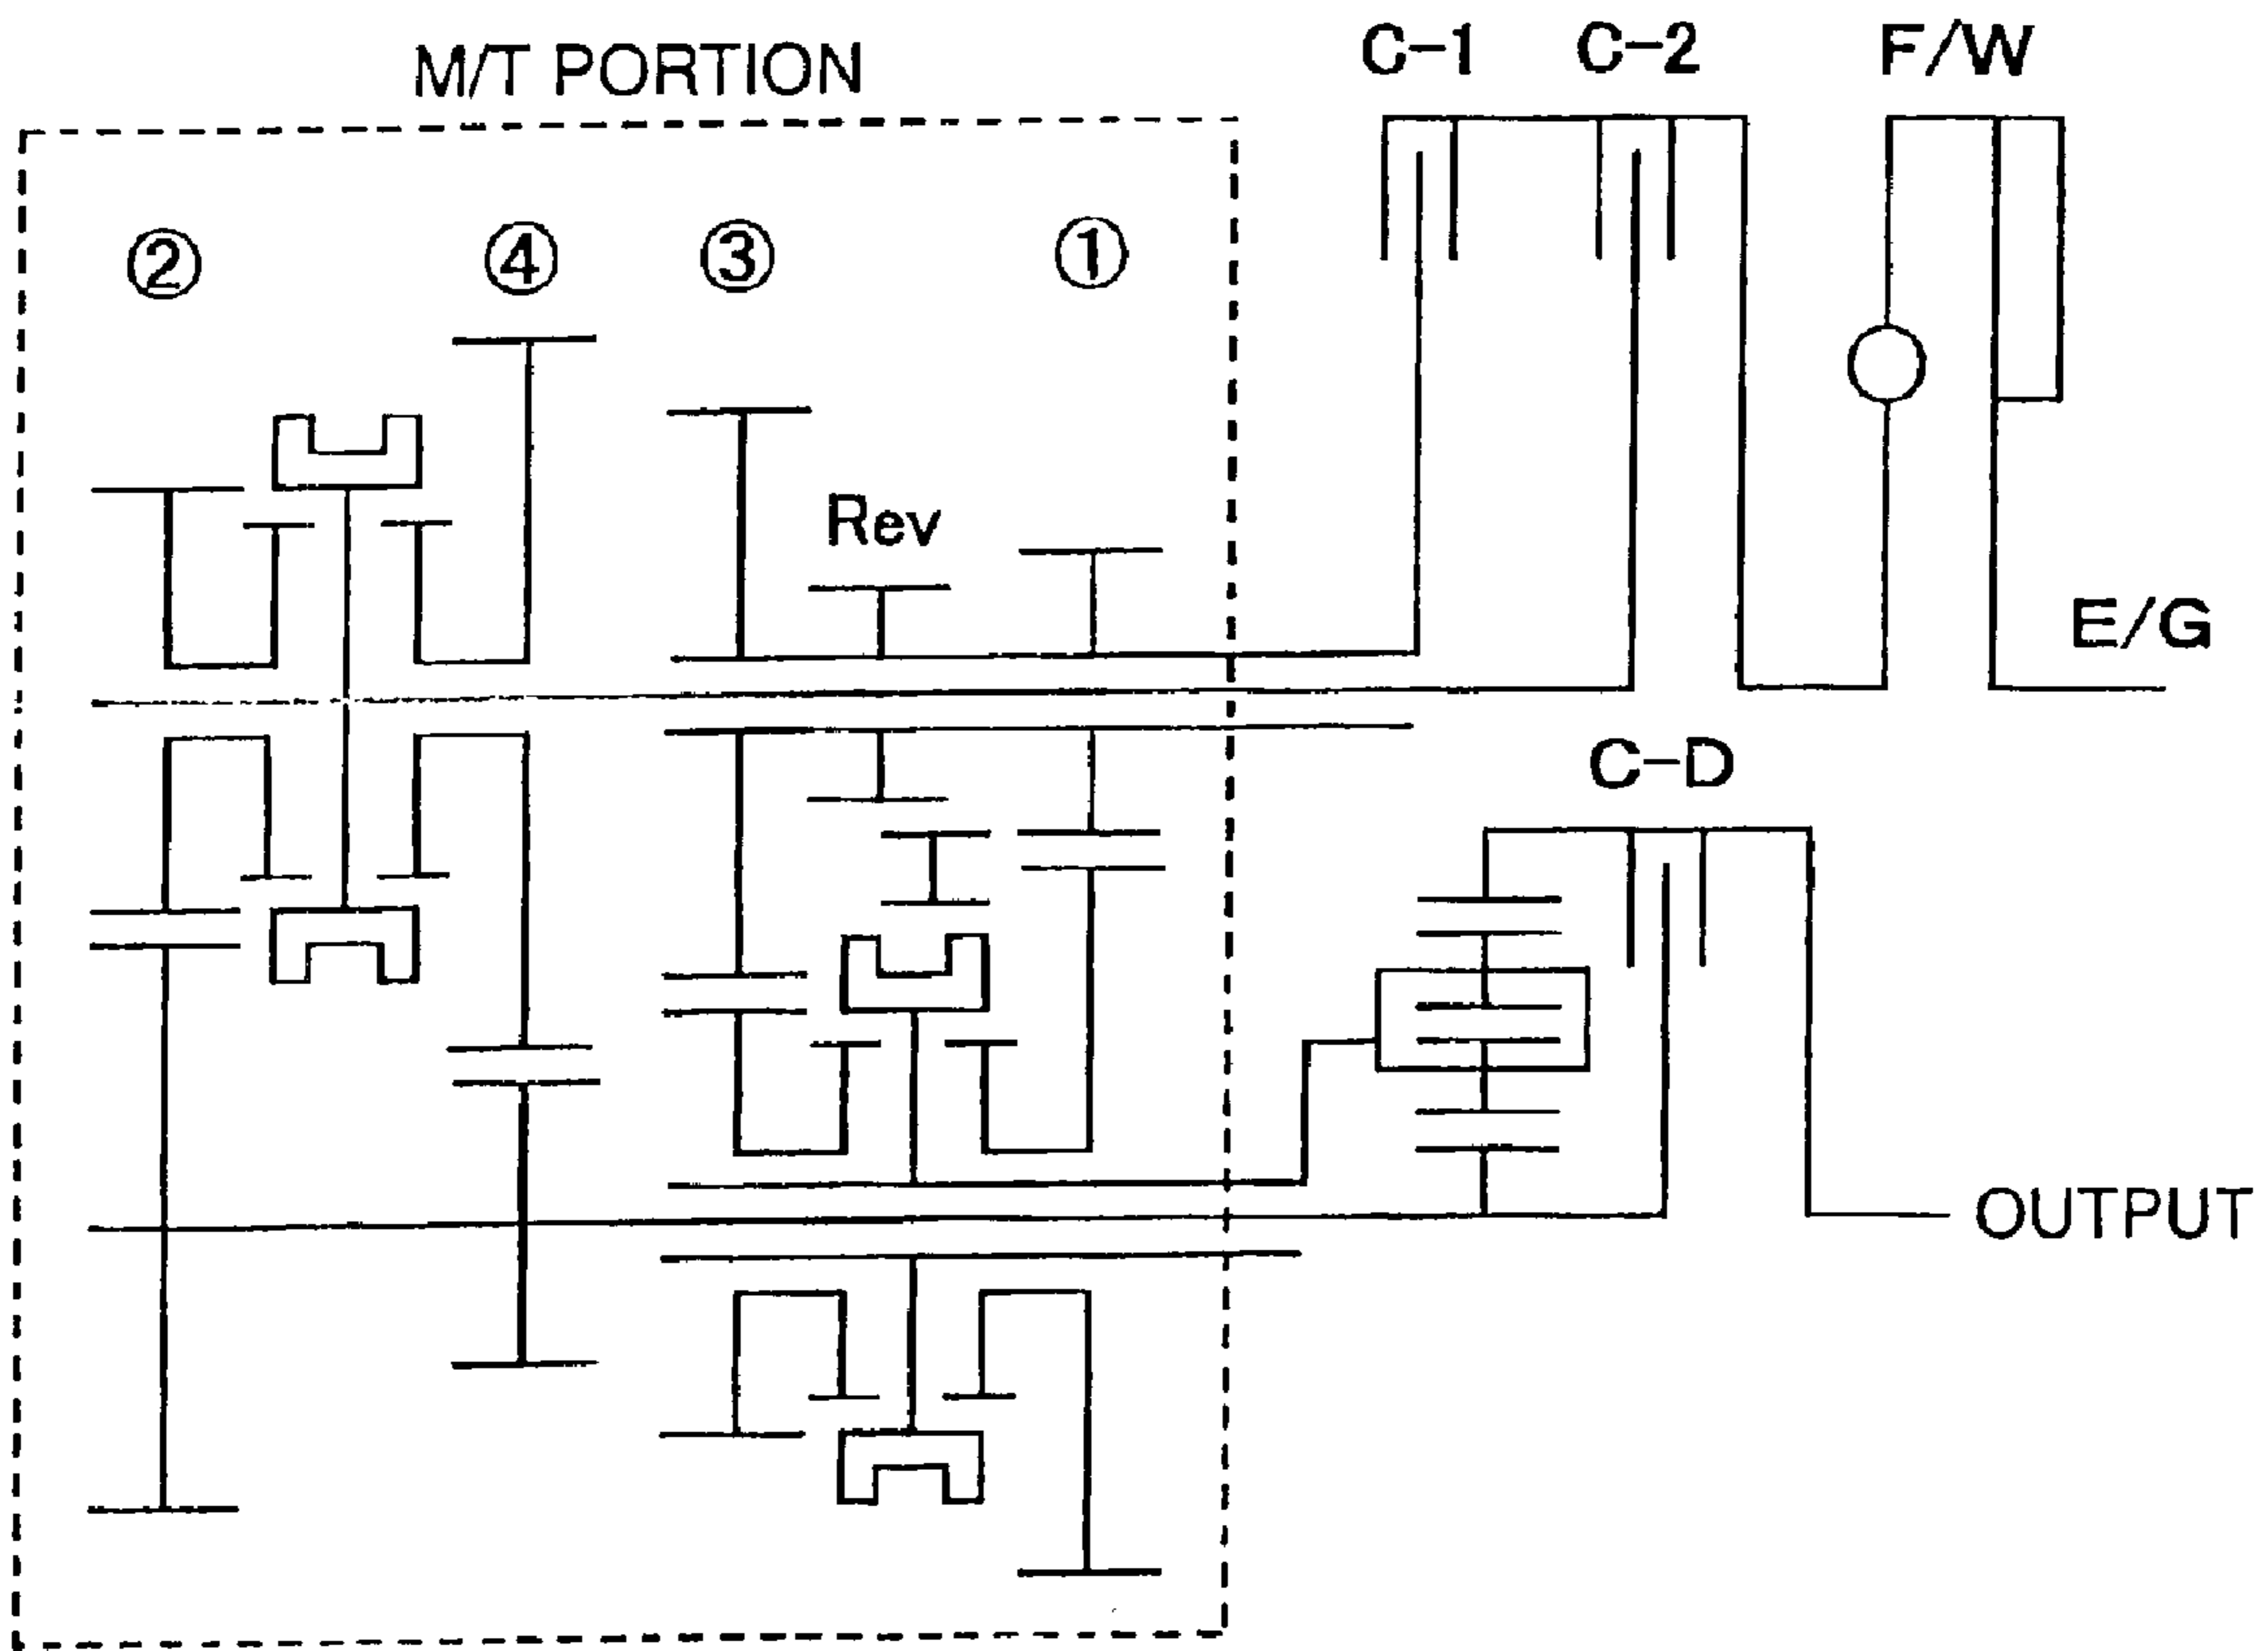 M/T PORTION
C-1
C-2
F/W
②
④
③
①
Rev
E/G
C-D
OUTPUT